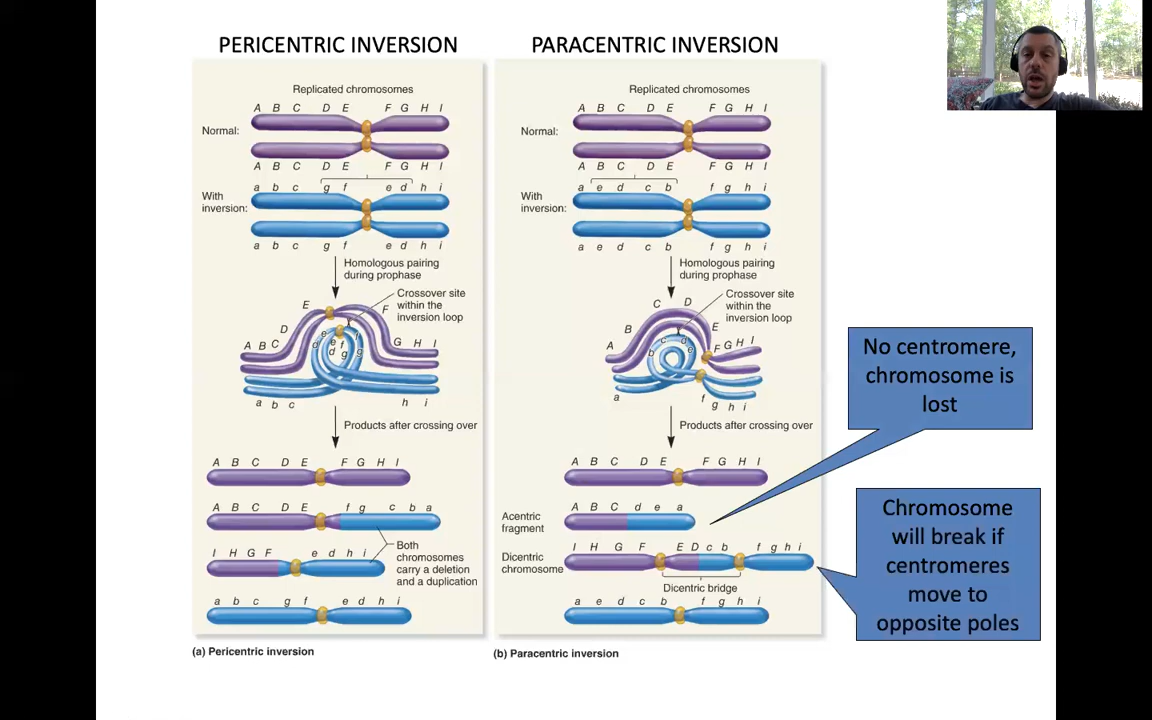 PERICENTRIC INVERSION
Replicated chromosomes
A B C D E F G H I
Normal:
A B C D E F G H I
a b c g f e d h i
With
inversion:
a b c g f e d h i
Homologous pairing
during prophase
Crossover site
within the
inversion loop
E
F
D
A B C
G H I
e
f
d
e
f
g
d
g
a b c
h i
Products after crossing over
A B C D E F G H I
A B C D E f g c b a
I H G F e d h i
Both
chromosomes
carry a deletion
and a duplication
a b c g f e d h i
(a) Pericentric inversion
PARACENTRIC INVERSION
Replicated chromosomes
A B C D E F G H I
Normal:
A B C D E F G H I
a e d c b f g h i
With
inversion:
a e d c b f g h i
Homologous pairing
during prophase
Crossover site
within the
inversion loop
C D
B E
A F G H I
c d
b e
a f g h i
Products after crossing over
A B C D E F G H I
Acentric
fragment
A B C d e a
Dicentric
chromosome
I H G F E D c b f g h i
Dicentric bridge
a e d c b f g h i
(b) Paracentric inversion
No centromere,
chromosome is
lost
Chromosome
will break if
centromeres
move to
opposite poles